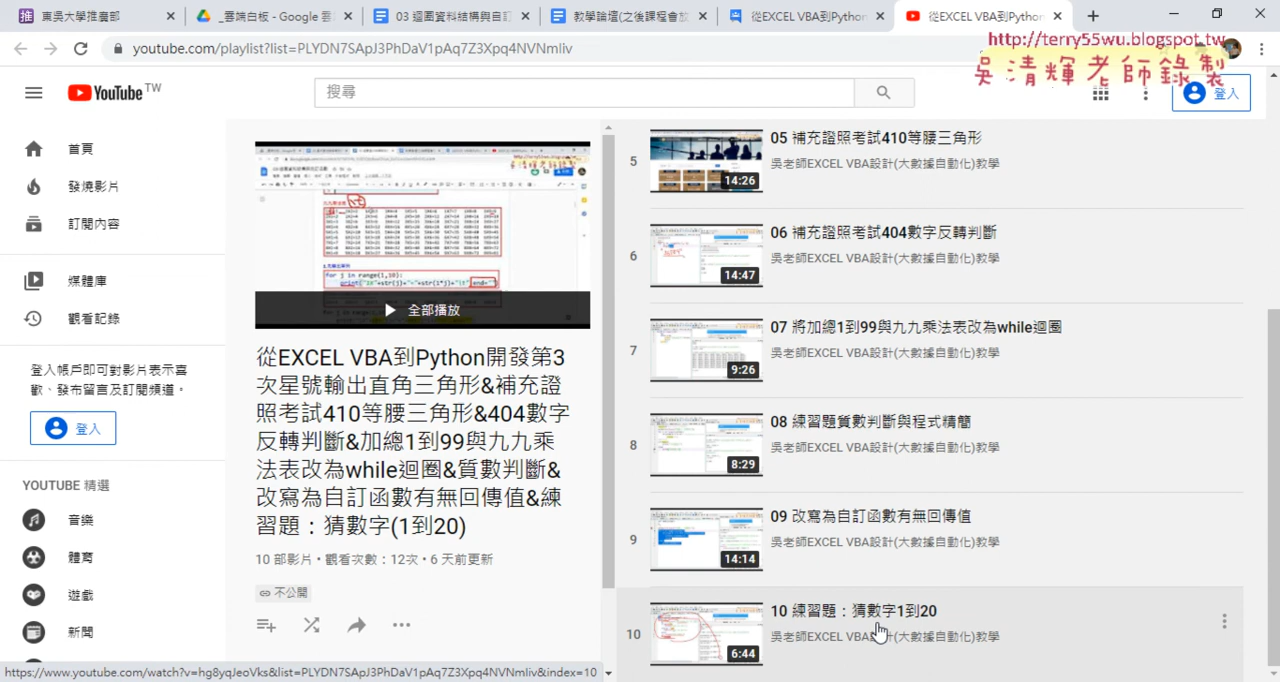 東吳大學推廣部
_雲端白板 - Google 雲
03 迴圈資料結構與自訂
教學論壇(之後課程會放
從EXCEL VBA到Python
從EXCEL VBA到Python
youtube.com/playlist?list=PLYDN7SApJ3PhDaV1pAq7Z3Xpq4NVNmliv
http://terry55wu.blogspot.tw
吳清輝老師錄製
YouTube TW
搜尋
登入
首頁
發燒影片
訂閱內容
媒體庫
觀看記錄
登入帳戶即可對影片表示喜
歡、發布留言及訂閱頻道。
登入
YOUTUBE 精選
音樂
體育
遊戲
新聞
全部播放
從EXCEL VBA到Python開發第3
次星號輸出直角三角形&補充證
照考試410等腰三角形&404數字
反轉判斷&加總1到99與九九乘
法表改為while迴圈&質數判斷&
改寫為自訂函數有無回傳值&練
習題：猜數字(1到20)
10 部影片・觀看次數：12次・6 天前更新
不公開
5
14:26
05 補充證照考試410等腰三角形
吳老師EXCEL VBA設計(大數據自動化)教學
6
14:47
06 補充證照考試404數字反轉判斷
吳老師EXCEL VBA設計(大數據自動化)教學
7
9:26
07 將加總1到99與九九乘法表改為while迴圈
吳老師EXCEL VBA設計(大數據自動化)教學
8
8:29
08 練習題質數判斷與程式精簡
吳老師EXCEL VBA設計(大數據自動化)教學
9
14:14
09 改寫為自訂函數有無回傳值
吳老師EXCEL VBA設計(大數據自動化)教學
10
6:44
10 練習題：猜數字1到20
吳老師EXCEL VBA設計(大數據自動化)教學
https://www.youtube.com/watch?v=hg8yqJeoVks&list=PLYDN7SApJ3PhDaV1pAq7Z3Xpq4NVNmliv&index=10